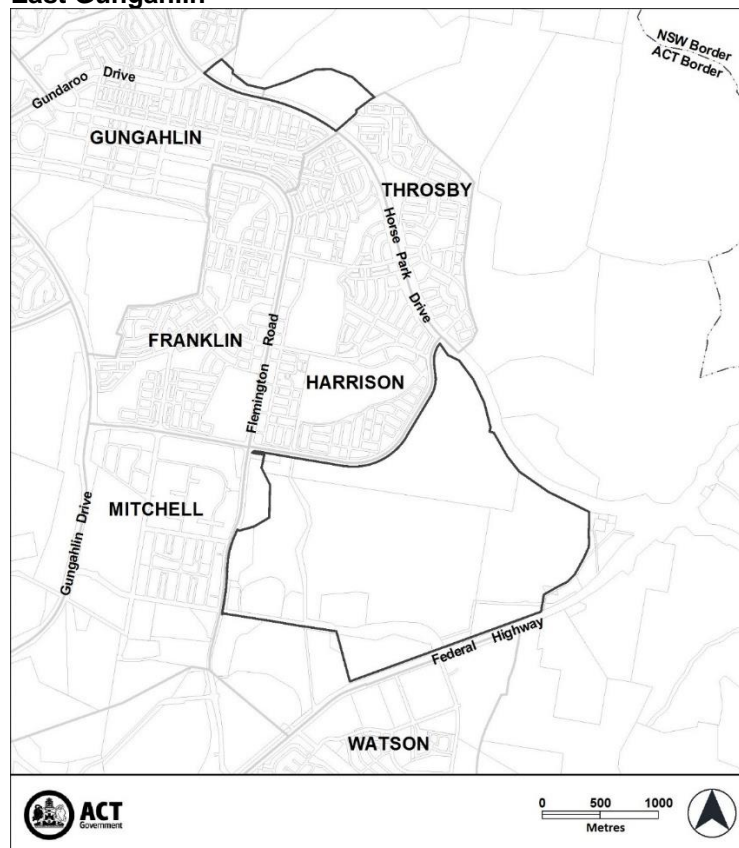 East Gungahlin
NSW Border
ACT Border
Gundaroo Drive
GUNGAHLIN
THROSBY
Horse Park Drive
FRANKLIN
Flemington Road
HARRISON
MITCHELL
Gungahlin Drive
Federal Highway
WATSON
ACT
Government
0 500 1000
Metres